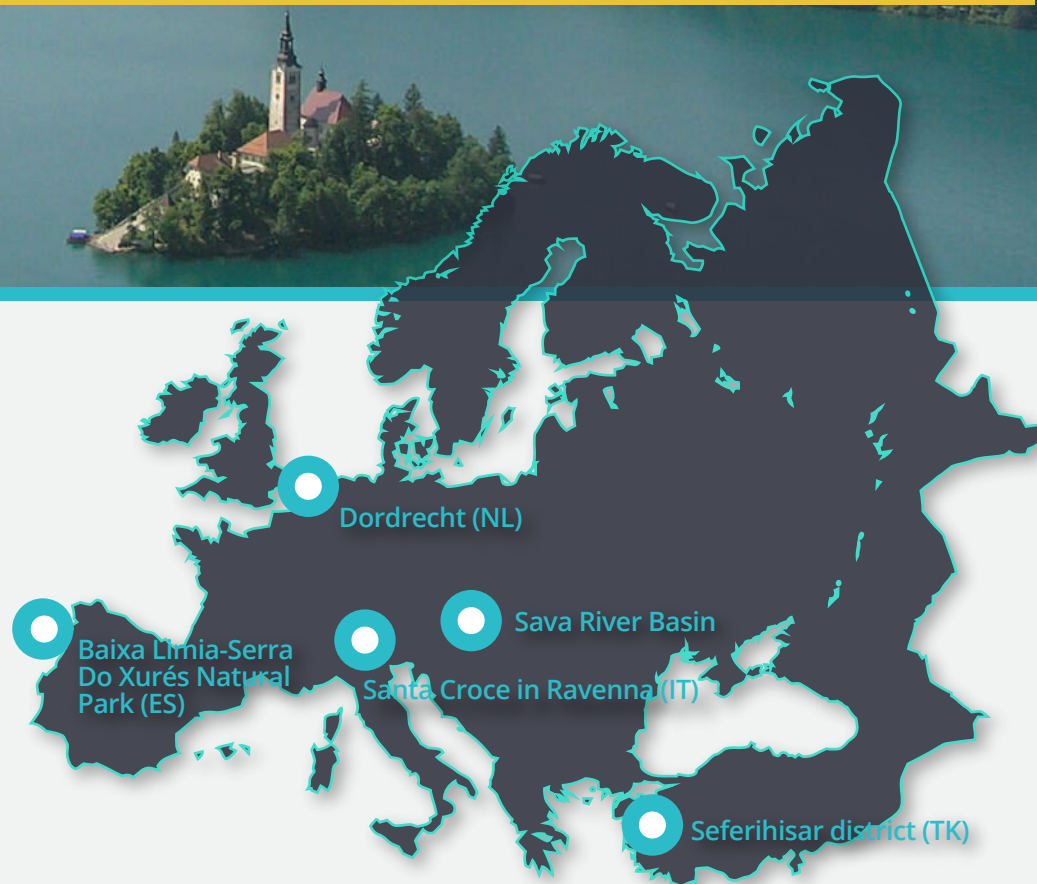 Dordrecht (NL)
Sava River Basin
Baixa Limia-Serra
Do Xurés Natural
Park (ES)
Santa Croce in Ravenna (IT)
Seferihisar district (TK)